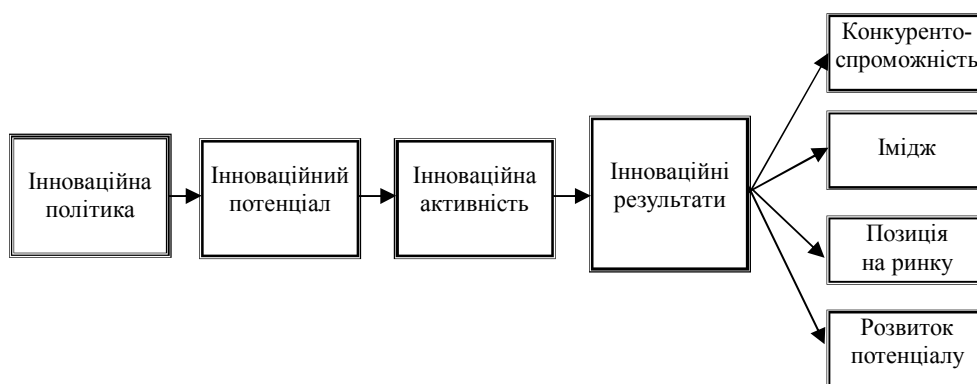 Інноваційна
політика
Інноваційний
потенціал
Інноваційна
активність
Інноваційні
результати
Конкуренто-
спроможність
Імідж
Позиція
на ринку
Розвиток
потенціалу